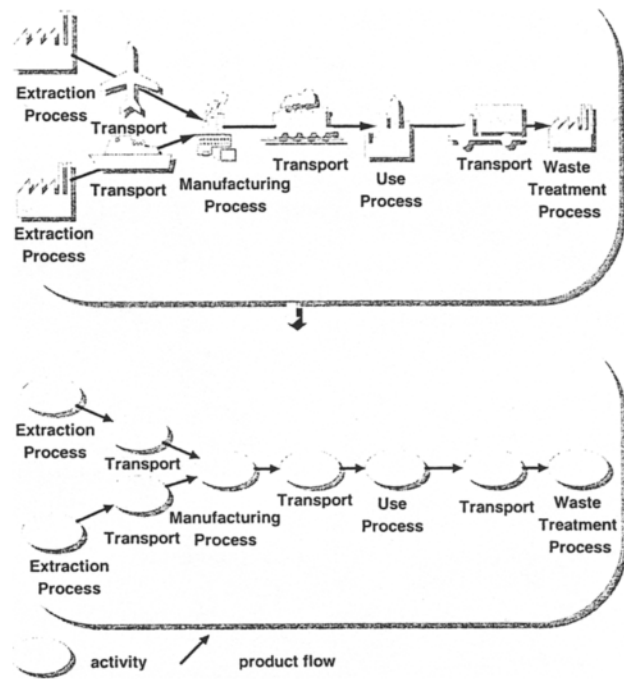 Extraction
Process
Transport
Transport
Manufacturing
Process
Transport
Use
Process
Transport
Waste
Treatment
Process
Extraction
Process
Extraction
Process
Transport
Manufacturing
Process
Transport
Use
Process
Transport
Waste
Treatment
Process
Transport
Extraction
Process
activity
product flow